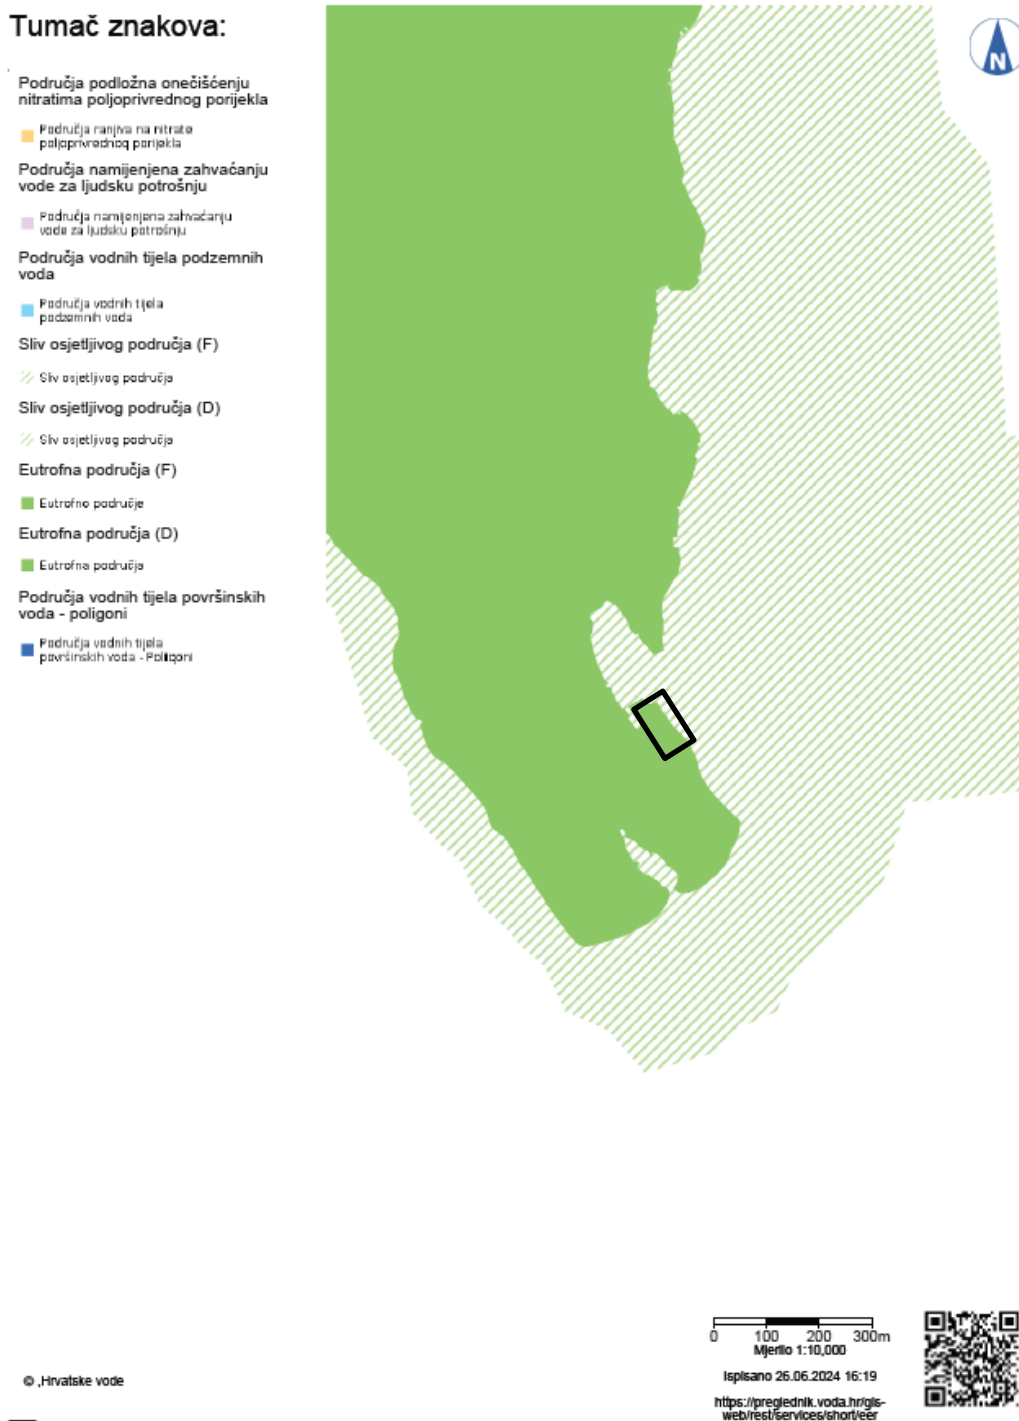 Tumač znakova:
N
Područja podložna onečišćenju
nitratima poljoprivrednog porijekla
Područja ranjiva na nitrate
poljoprivrednog porijekla
Područja namijenjena zahvaćanju
vode za ljudsku potrošnju
Područja namijenjena zahvaćanju
vode za ljudsku potrošnju
Područja vodnih tijela podzemnih
voda
Područja vodnih tijela
podzemnih voda
Sliv osjetljivog područja (F)
Sliv osjetljivog područja
Sliv osjetljivog područja (D)
Sliv osjetljivog područja
Eutrofna područja (F)
Eutrofno područje
Eutrofna područja (D)
Eutrofna područja
Područja vodnih tijela površinskih
voda - poligoni
Područja vodnih tijela
površinskih voda - Poligoni
0 100 200 300m
Mjerilo 1:10,000
Ispisano 26.06.2024 16:19
https://preglednik.voda.hr/gis-
web/rest/services/short/eer
© ,Hrvatske vode